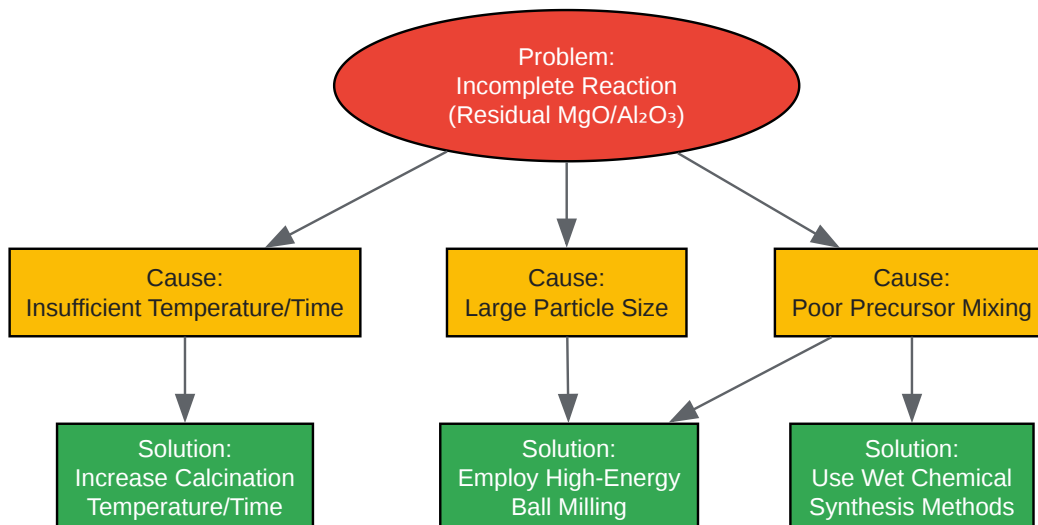 Problem:
Incomplete Reaction
(Residual MgO/Al₂O₃)
Cause:
Insufficient Temperature/Time
Cause:
Large Particle Size
Cause:
Poor Precursor Mixing
Solution:
Increase Calcination
Temperature/Time
Solution:
Employ High-Energy
Ball Milling
Solution:
Use Wet Chemical
Synthesis Methods